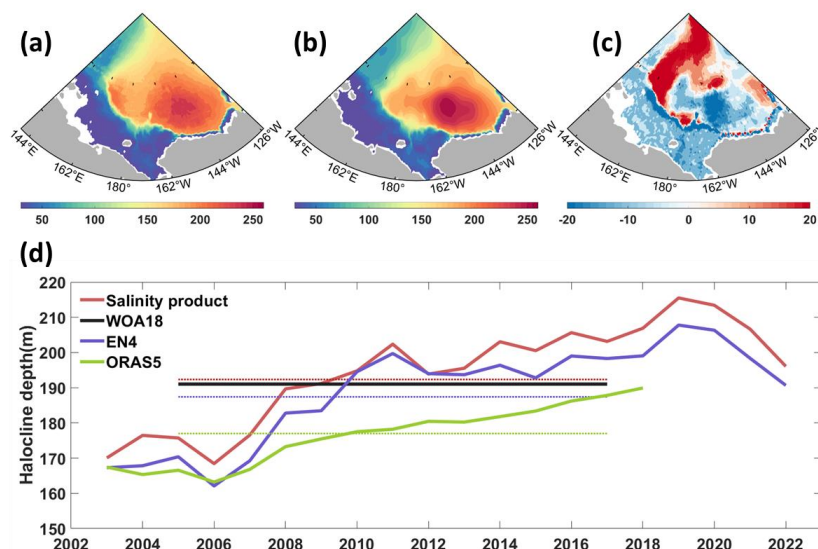 (a)
(b)
(c)
144°E
162°E
180°
162°W
144°W
126°W
144°E
162°E
180°
162°W
144°W
126°W
144°E
162°E
180°
162°W
144°W
126°W
50 100 150 200 250
50 100 150 200 250
-20 -10 0 10 20
(d)
Halocline depth(m)
220
210
200
190
180
170
160
150
Salinity product
WOA18
EN4
ORAS5
2002 2004 2006 2008 2010 2012 2014 2016 2018 2020 2022